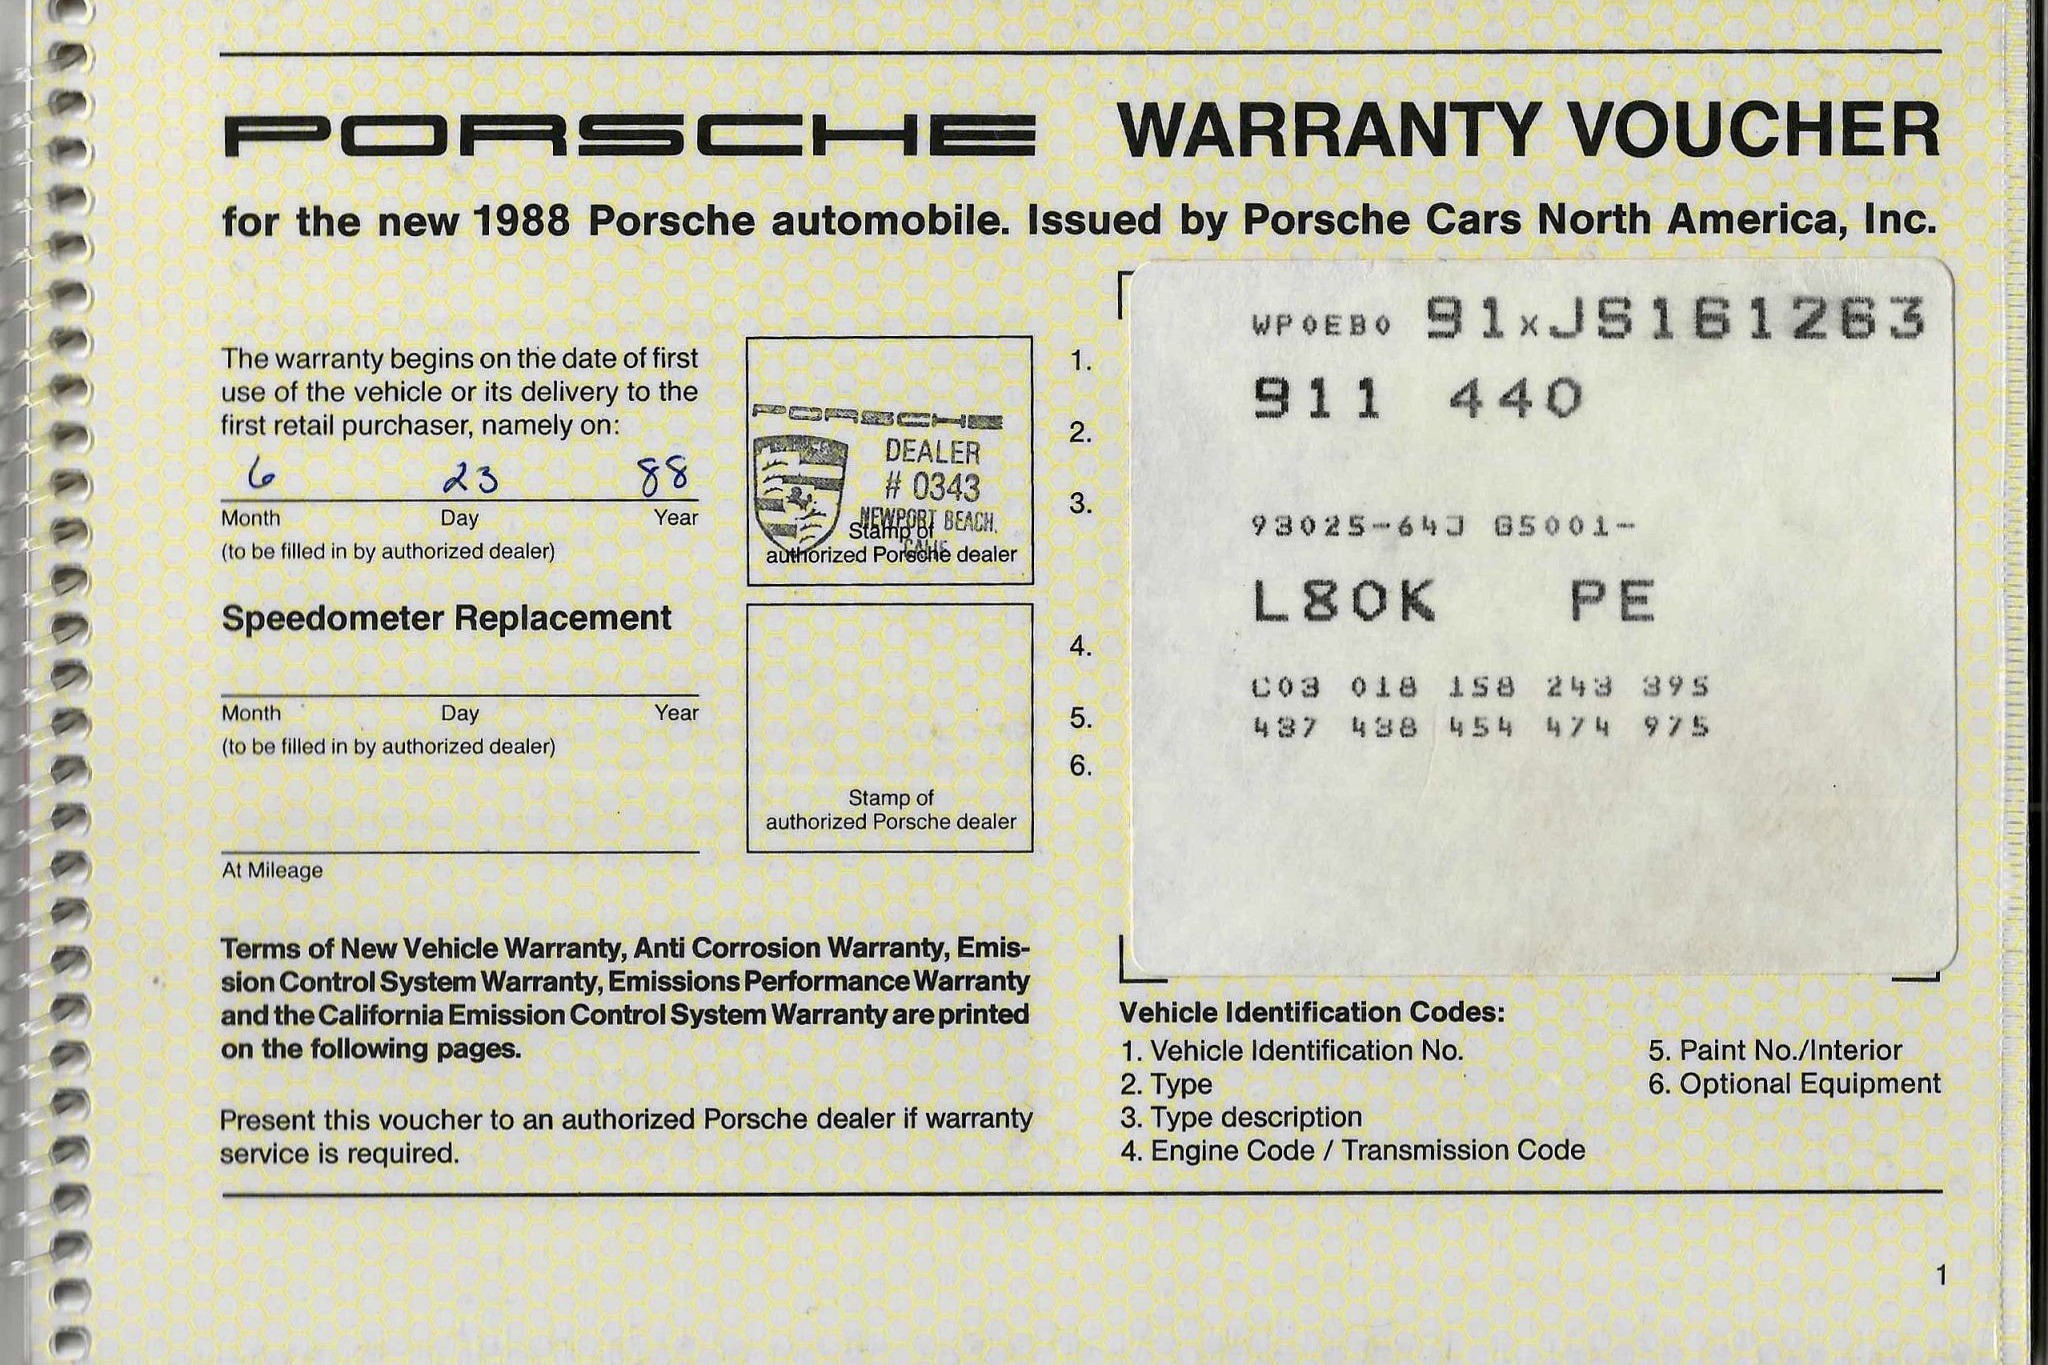 PORSCHE WARRANTY VOUCHER
for the new 1988 Porsche automobile. Issued by Porsche Cars North America, Inc.
The warranty begins on the date of first
use of the vehicle or its delivery to the
first retail purchaser, namely on:
6 23 88
Month Day Year
(to be filled in by authorized dealer)
PORSCHE
DEALER
# 0343
NEWPORT BEACH,
CALIF.
Stamp of
authorized Porsche dealer
Speedometer Replacement
Month Day Year
(to be filled in by authorized dealer)
At Mileage
Stamp of
authorized Porsche dealer
Terms of New Vehicle Warranty, Anti Corrosion Warranty, Emis-
sion Control System Warranty, Emissions Performance Warranty
and the California Emission Control System Warranty are printed
on the following pages.
Present this voucher to an authorized Porsche dealer if warranty
service is required.
1.
2.
3.
4.
5.
6.
WP0EB0 91xJS161263
911 440
93025-64J G5001-
L80K PE
C03 018 158 243 395
437 438 454 474 975
Vehicle Identification Codes:
1. Vehicle Identification No.
2. Type
3. Type description
4. Engine Code / Transmission Code
5. Paint No./Interior
6. Optional Equipment
1